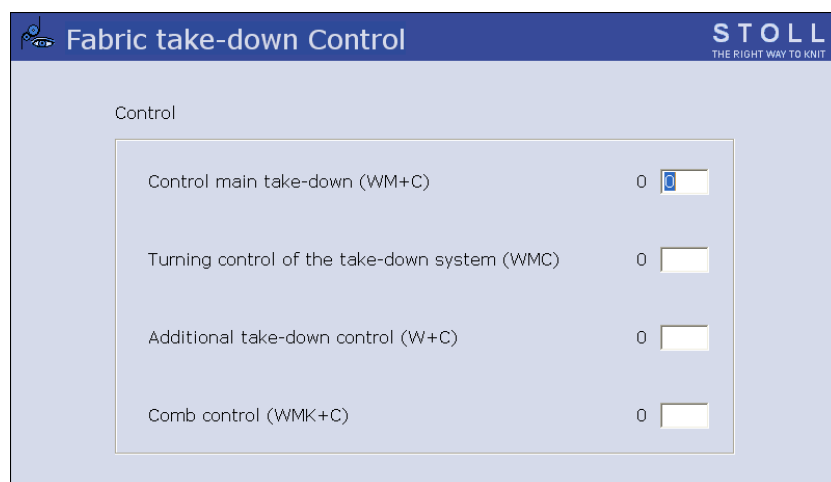 Fabric take-down Control
STOLL
THE RIGHT WAY TO KNIT
Control
Control main take-down (WM+C) 0 0
Turning control of the take-down system (WMC) 0
Additional take-down control (W+C) 0
Comb control (WMK+C) 0